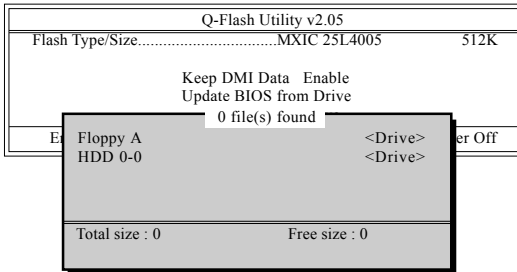 Q-Flash Utility v2.05
Flash Type/Size.................................MXIC 25L4005 512K
Keep DMI Data Enable
Update BIOS from Drive
0 file(s) found
Floppy A <Drive>
HDD 0-0 <Drive>
Total size : 0 Free size : 0